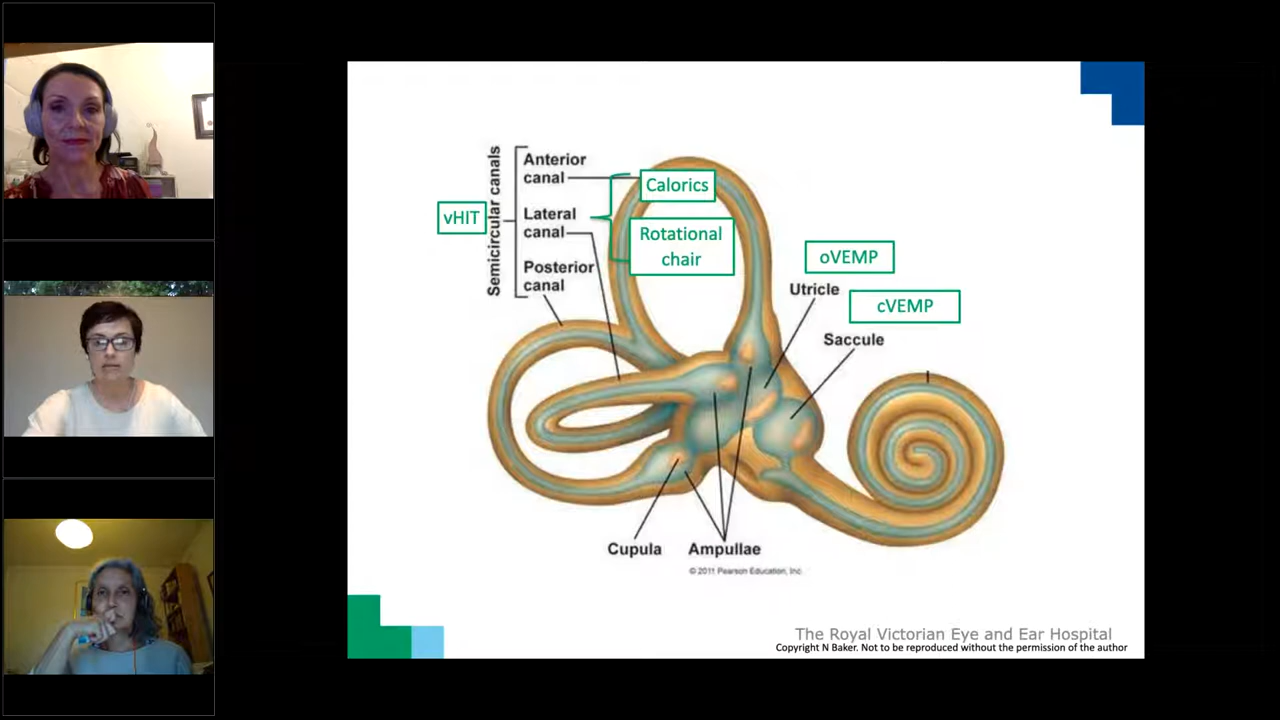 Semicircular canals
Anterior
canal
Lateral
canal
Posterior
canal
vHIT
Calorics
Rotational
chair
oVEMP
Utricle
cVEMP
Saccule
Cupula
Ampullae
© 2011 Pearson Education, Inc.
The Royal Victorian Eye and Ear Hospital
Copyright N Baker. Not to be reproduced without the permission of the author